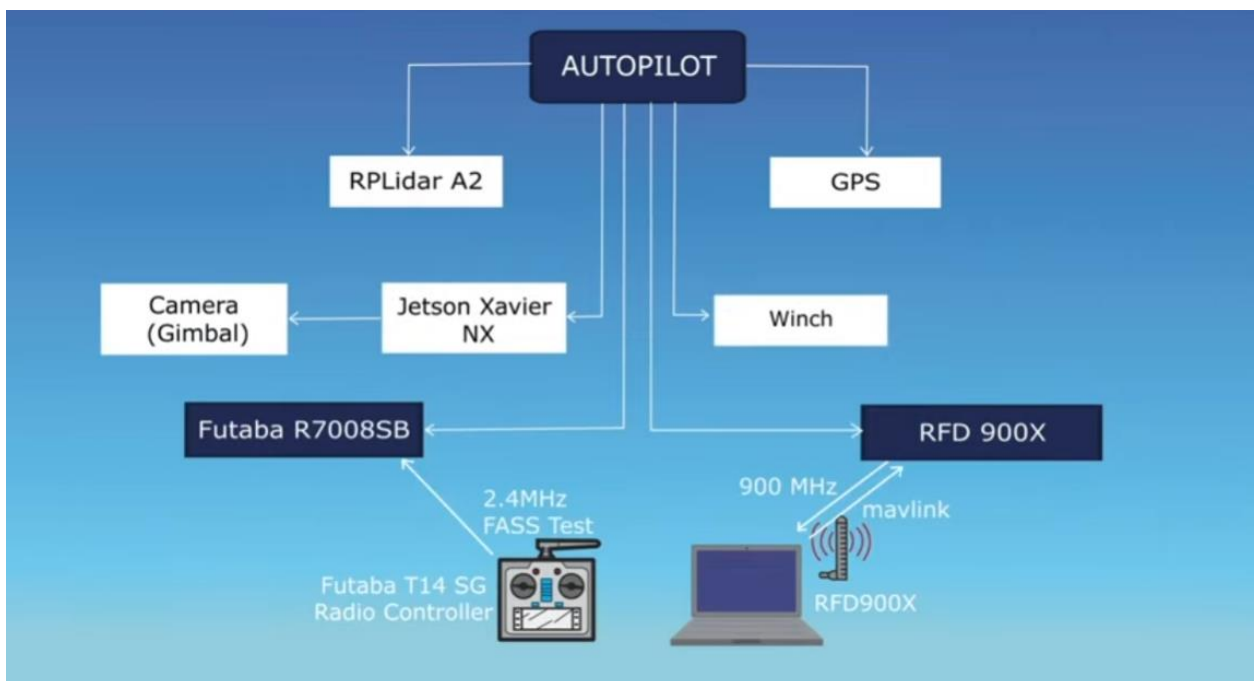 AUTOPILOT
RPLidar A2
GPS
Camera
(Gimbal)
Jetson Xavier
NX
Winch
Futaba R7008SB
RFD 900X
2.4MHz
FASS Test
900 MHz
mavlink
Futaba T14 SG
Radio Controller
RFD900X